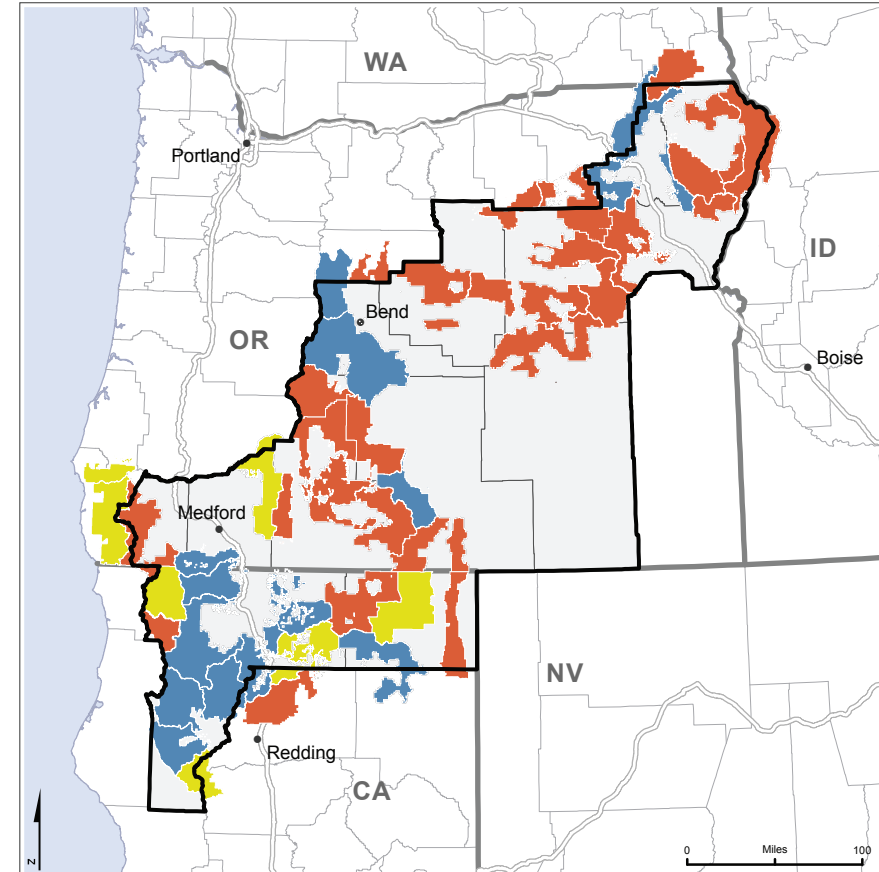 WA
Portland
ID
Bend
OR
Boise
Medford
NV
Redding
CA
N
0 Miles 100